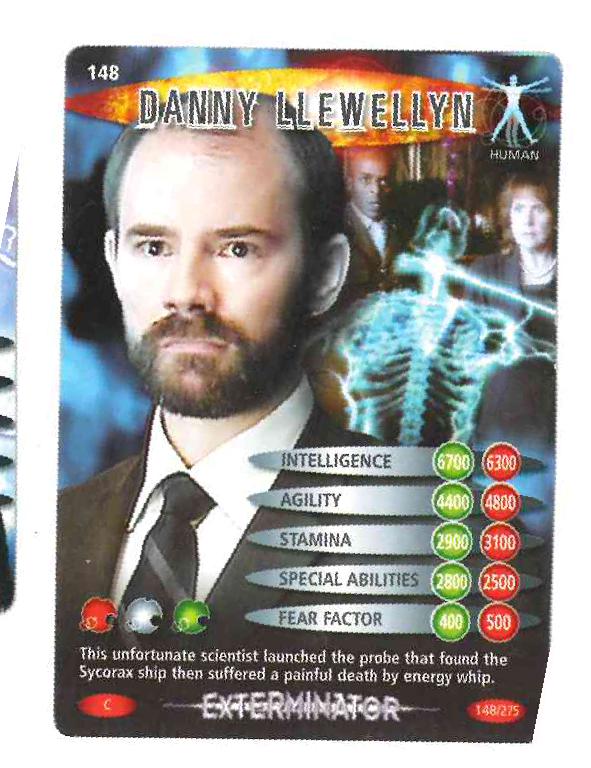 148
DANNY LLEWELLYN
HUMAN
INTELLIGENCE 6700 6300
AGILITY 4400 4800
STAMINA 2900 3100
SPECIAL ABILITIES 2800 2500
FEAR FACTOR 400 500
This unfortunate scientist launched the probe that found the
Sycorax ship then suffered a painful death by energy whip.
C EXTERMINATOR 148/275